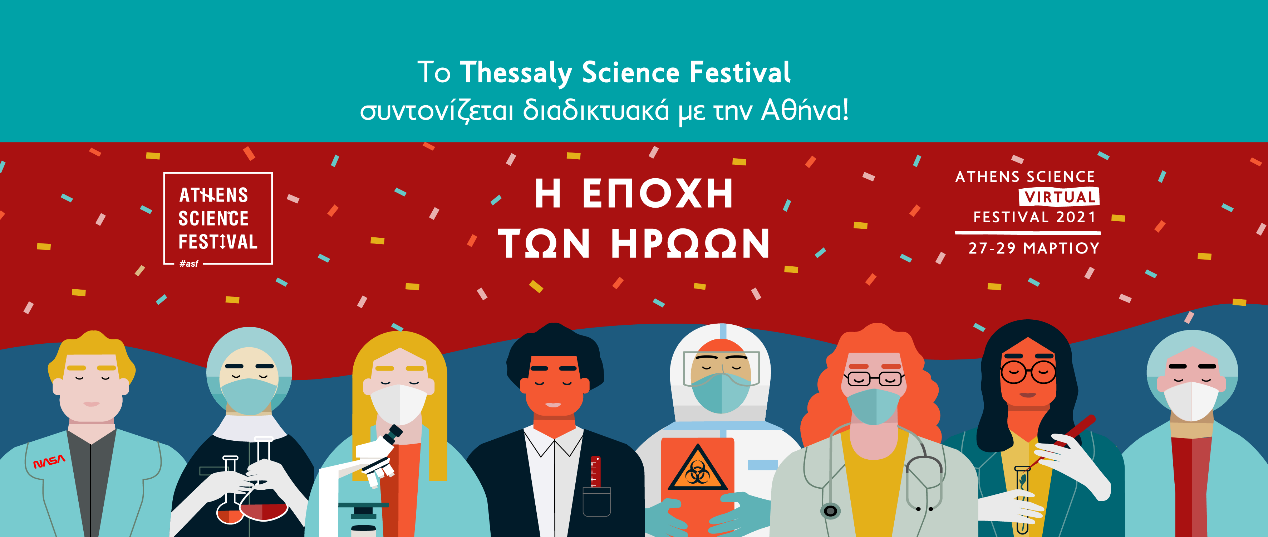 Το Thessaly Science Festival
συντονίζεται διαδικτυακά με την Αθήνα!
ATHENS
SCIENCE
FESTIVAL
#asf
Η ΕΠΟΧΗ
ΤΩΝ ΗΡΩΩΝ
ATHENS SCIENCE
VIRTUAL
FESTIVAL 2021
27-29 ΜΑΡΤΙΟΥ
NASA